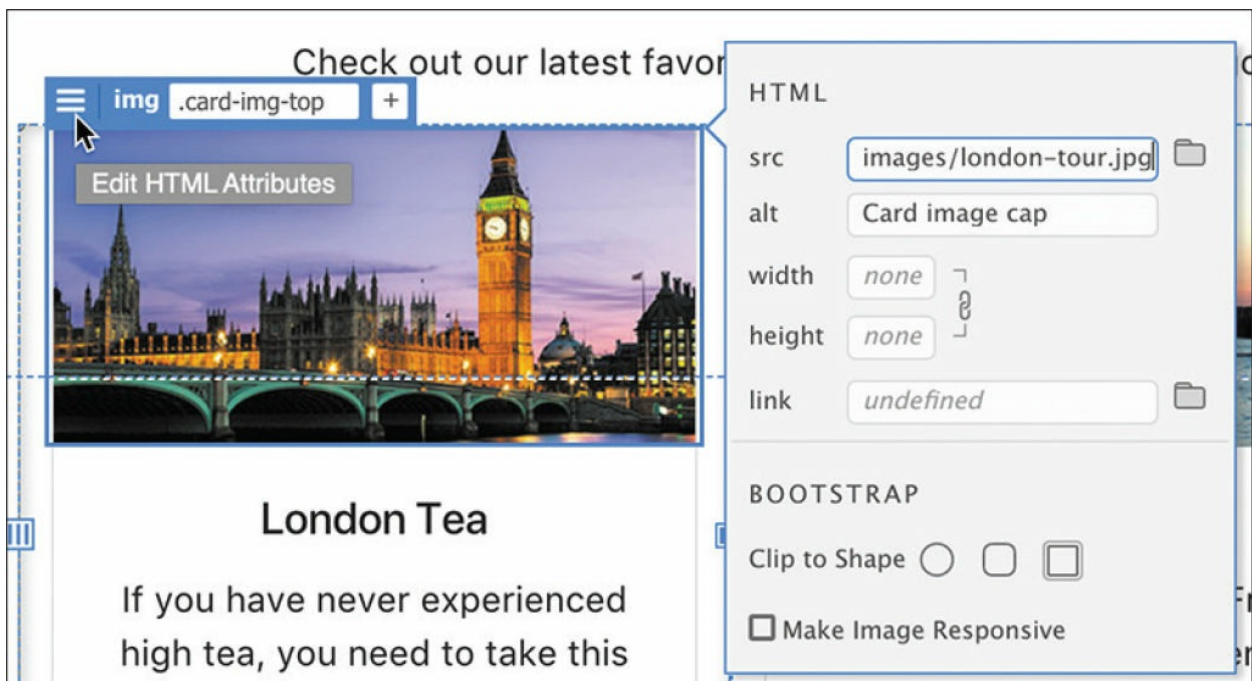 Check out our latest favor
img .card-img-top +
Edit HTML Attributes
London Tea
If you have never experienced
high tea, you need to take this
HTML
src images/london-tour.jpg
alt Card image cap
width none
height none
link undefined
BOOTSTRAP
Clip to Shape
Make Image Responsive